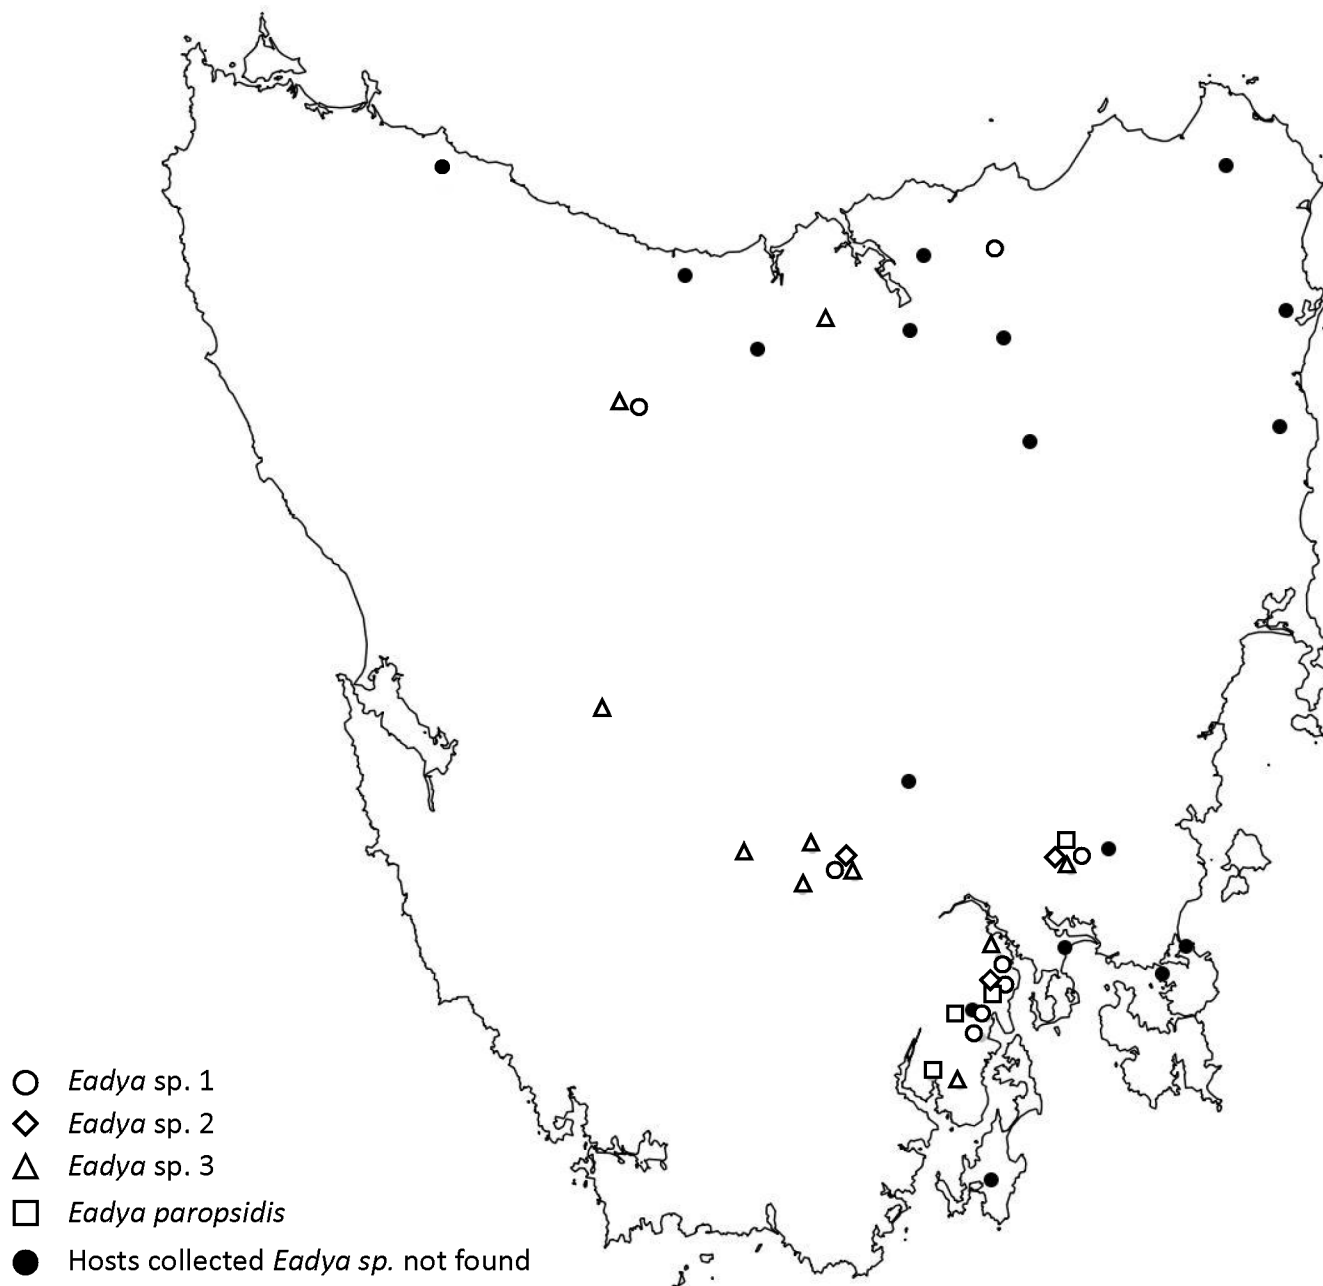 Eadya sp. 1
Eadya sp. 2
Eadya sp. 3
Eadya paropsidis
Hosts collected Eadya sp. not found